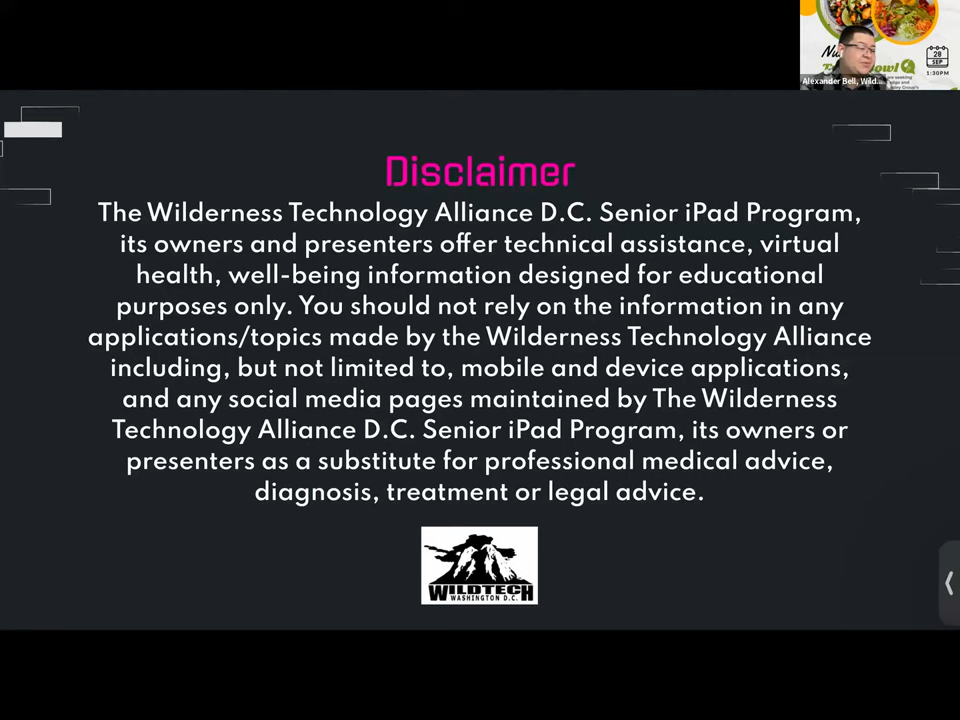 28
SEP
1:30PM
Alexander Bell, Wild...
Disclaimer
The Wilderness Technology Alliance D.C. Senior iPad Program,
its owners and presenters offer technical assistance, virtual
health, well-being information designed for educational
purposes only. You should not rely on the information in any
applications/topics made by the Wilderness Technology Alliance
including, but not limited to, mobile and device applications,
and any social media pages maintained by The Wilderness
Technology Alliance D.C. Senior iPad Program, its owners or
presenters as a substitute for professional medical advice,
diagnosis, treatment or legal advice.
WILDTECH
WASHINGTON D.C.